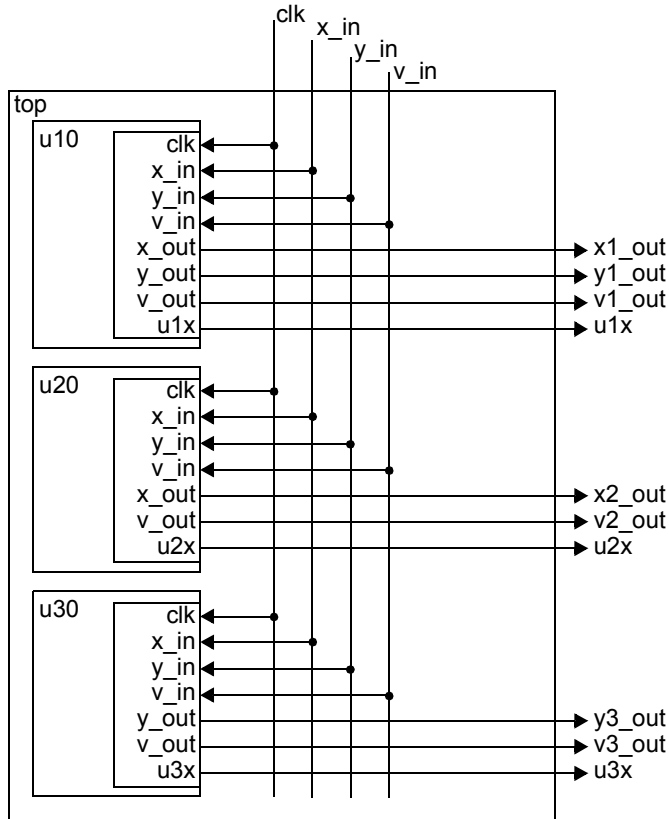 clk
x_in
y_in
v_in
top
u10
clk
x_in
y_in
v_in
x_out x1_out
y_out y1_out
v_out v1_out
u1x u1x
u20
clk
x_in
y_in
v_in
x_out x2_out
v_out v2_out
u2x u2x
u30
clk
x_in
y_in
v_in
y_out y3_out
v_out v3_out
u3x u3x